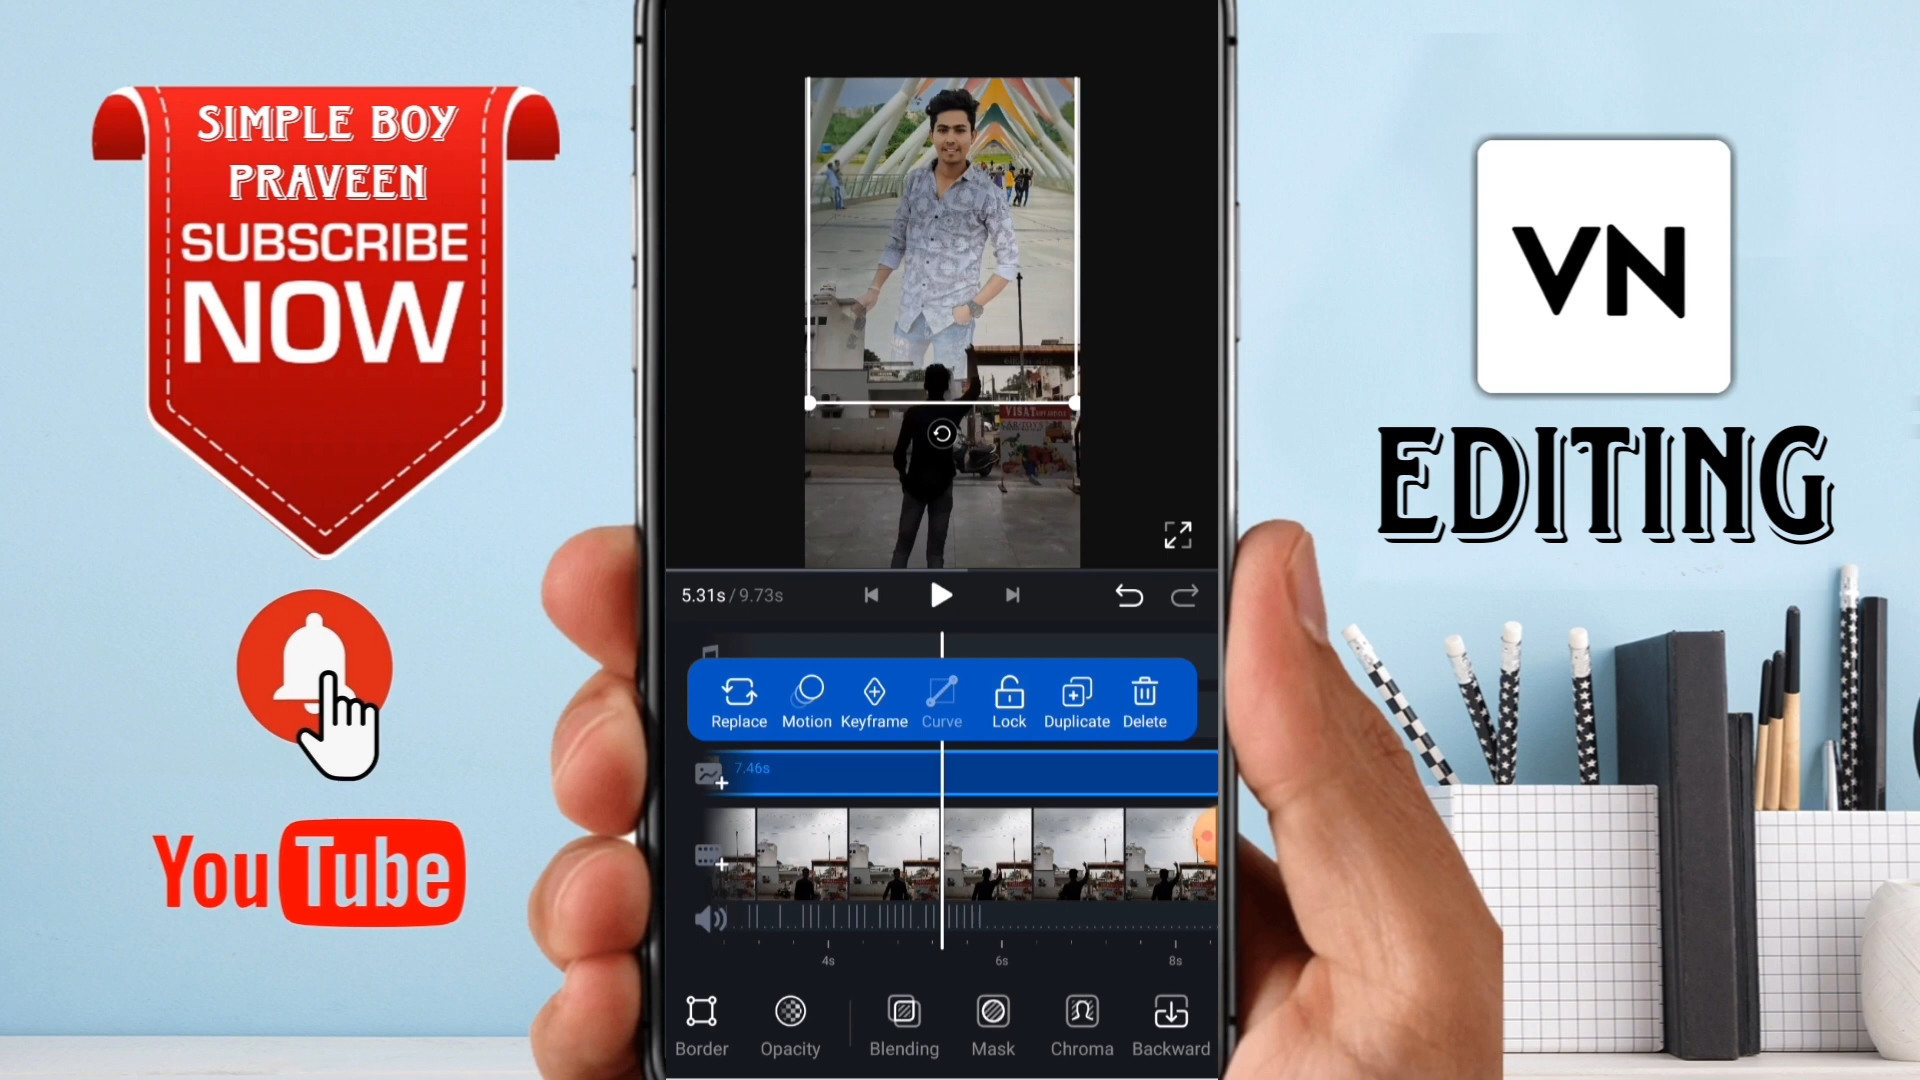 SIMPLE BOY
PRAVEEN
SUBSCRIBE
NOW
YouTube
VISAT
5.31s / 9.73s
Replace Motion Keyframe Curve Lock Duplicate Delete
7.46s
4s 6s 8s
Border Opacity Blending Mask Chroma Backward
VN
EDITING